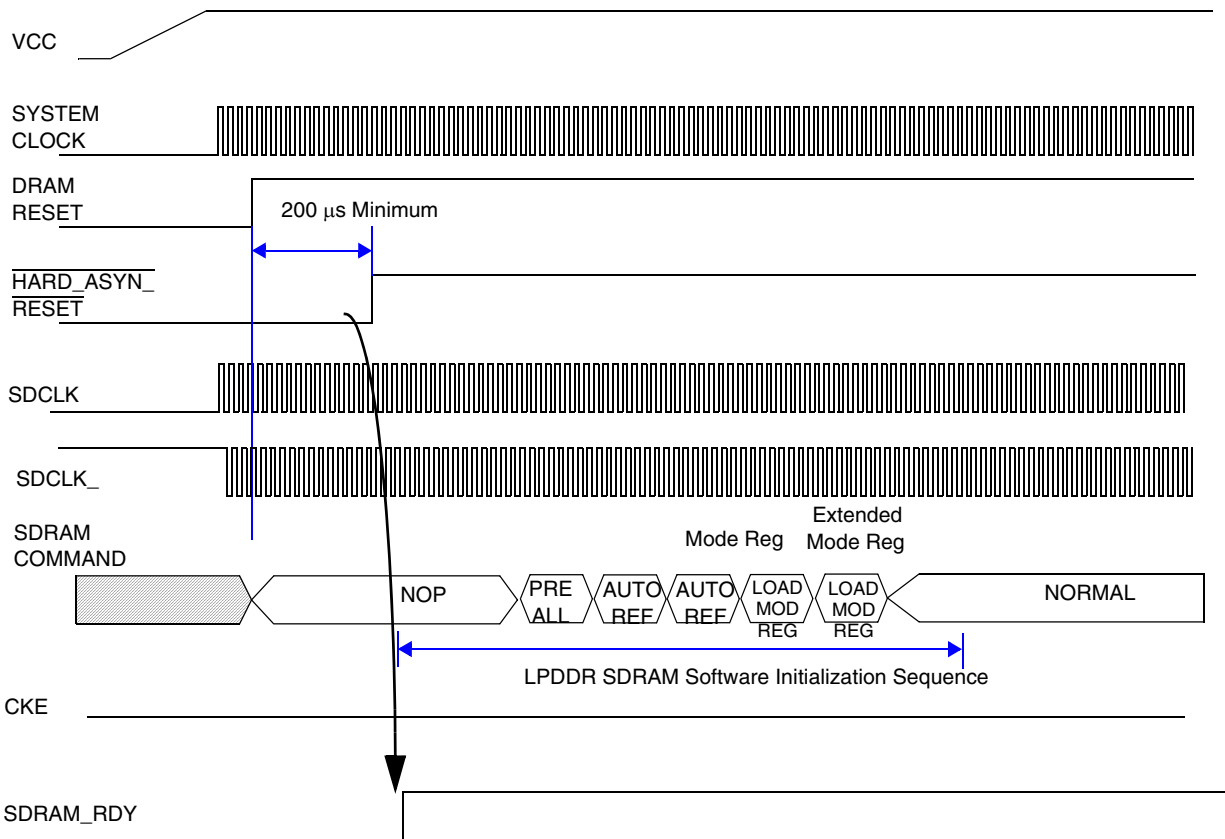 VCC
SYSTEM
CLOCK
DRAM
RESET
200 μs Minimum
HARD_ASYN_
RESET
SDCLK
SDCLK_
SDRAM
COMMAND
Mode Reg
Extended
Mode Reg
NOP
PRE
ALL
AUTO
REF
AUTO
REF
LOAD
MOD
REG
LOAD
MOD
REG
NORMAL
LPDDR SDRAM Software Initialization Sequence
CKE
SDRAM_RDY